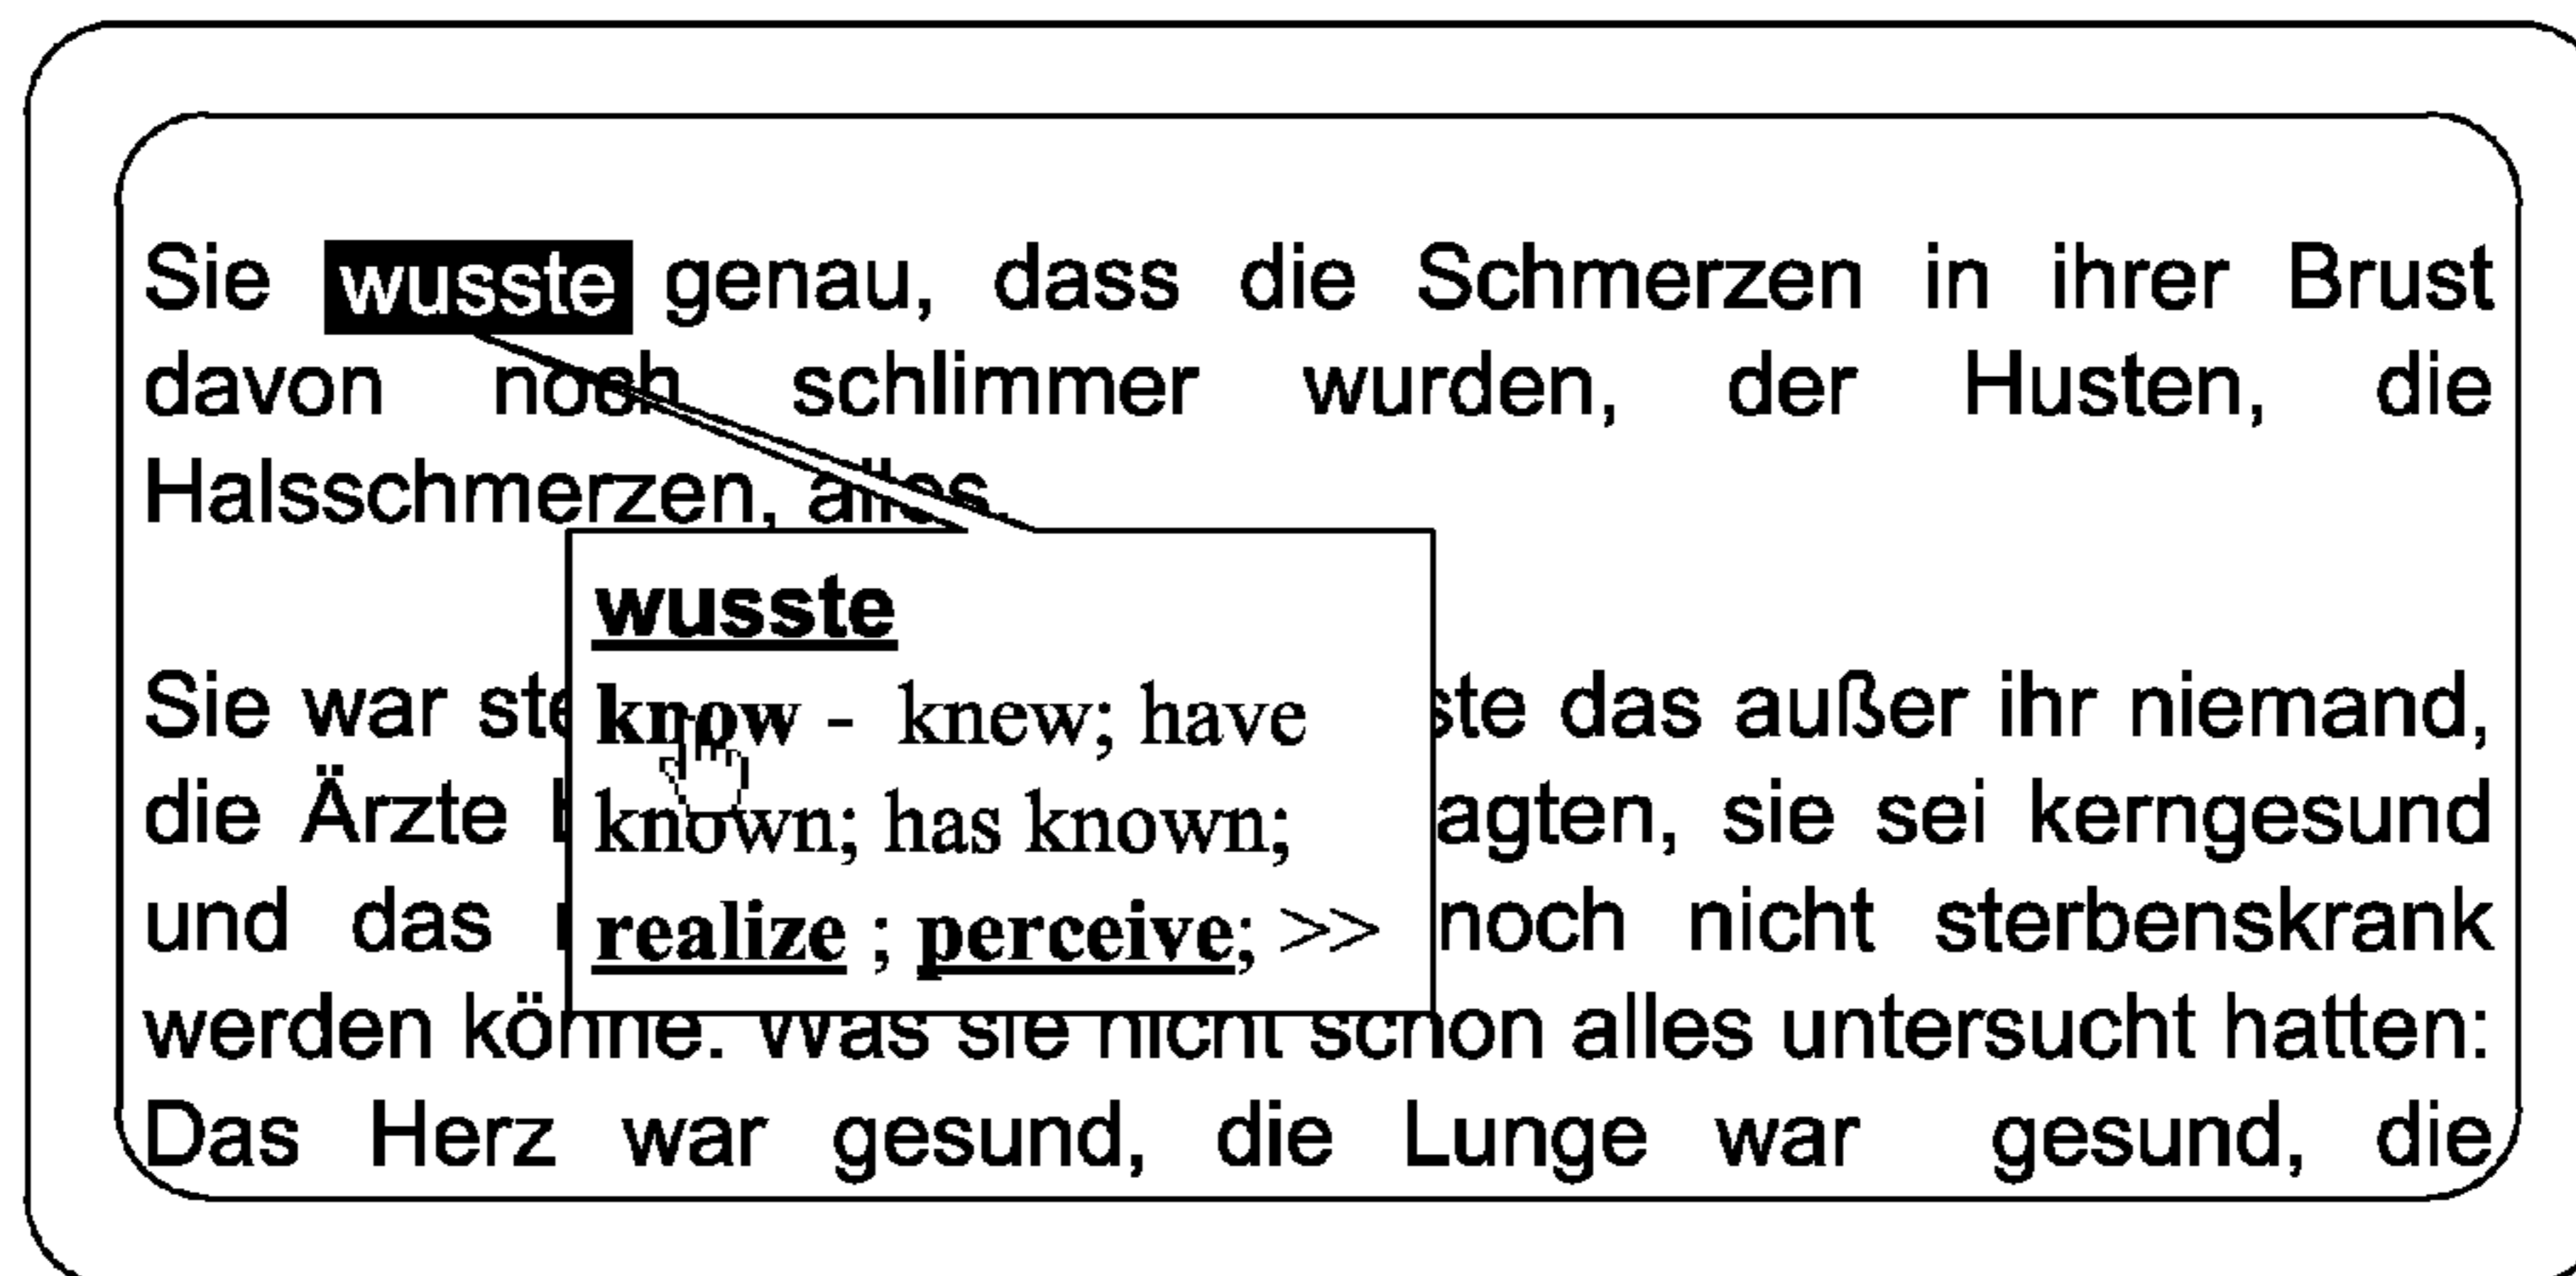 Sie wusste genau, dass die Schmerzen in ihrer Brust
davon noch schlimmer wurden, der Husten, die
Halsschmerzen, alles.
wusste
know - knew; have
known; has known;
realize ; perceive; >>
Sie war das außer ihr niemand,
die Ärzte sie sei kerngesund
und das noch nicht sterbenskrank
werden könne. Was sie nicht schon alles untersucht hatten:
Das Herz war gesund, die Lunge war gesund, die